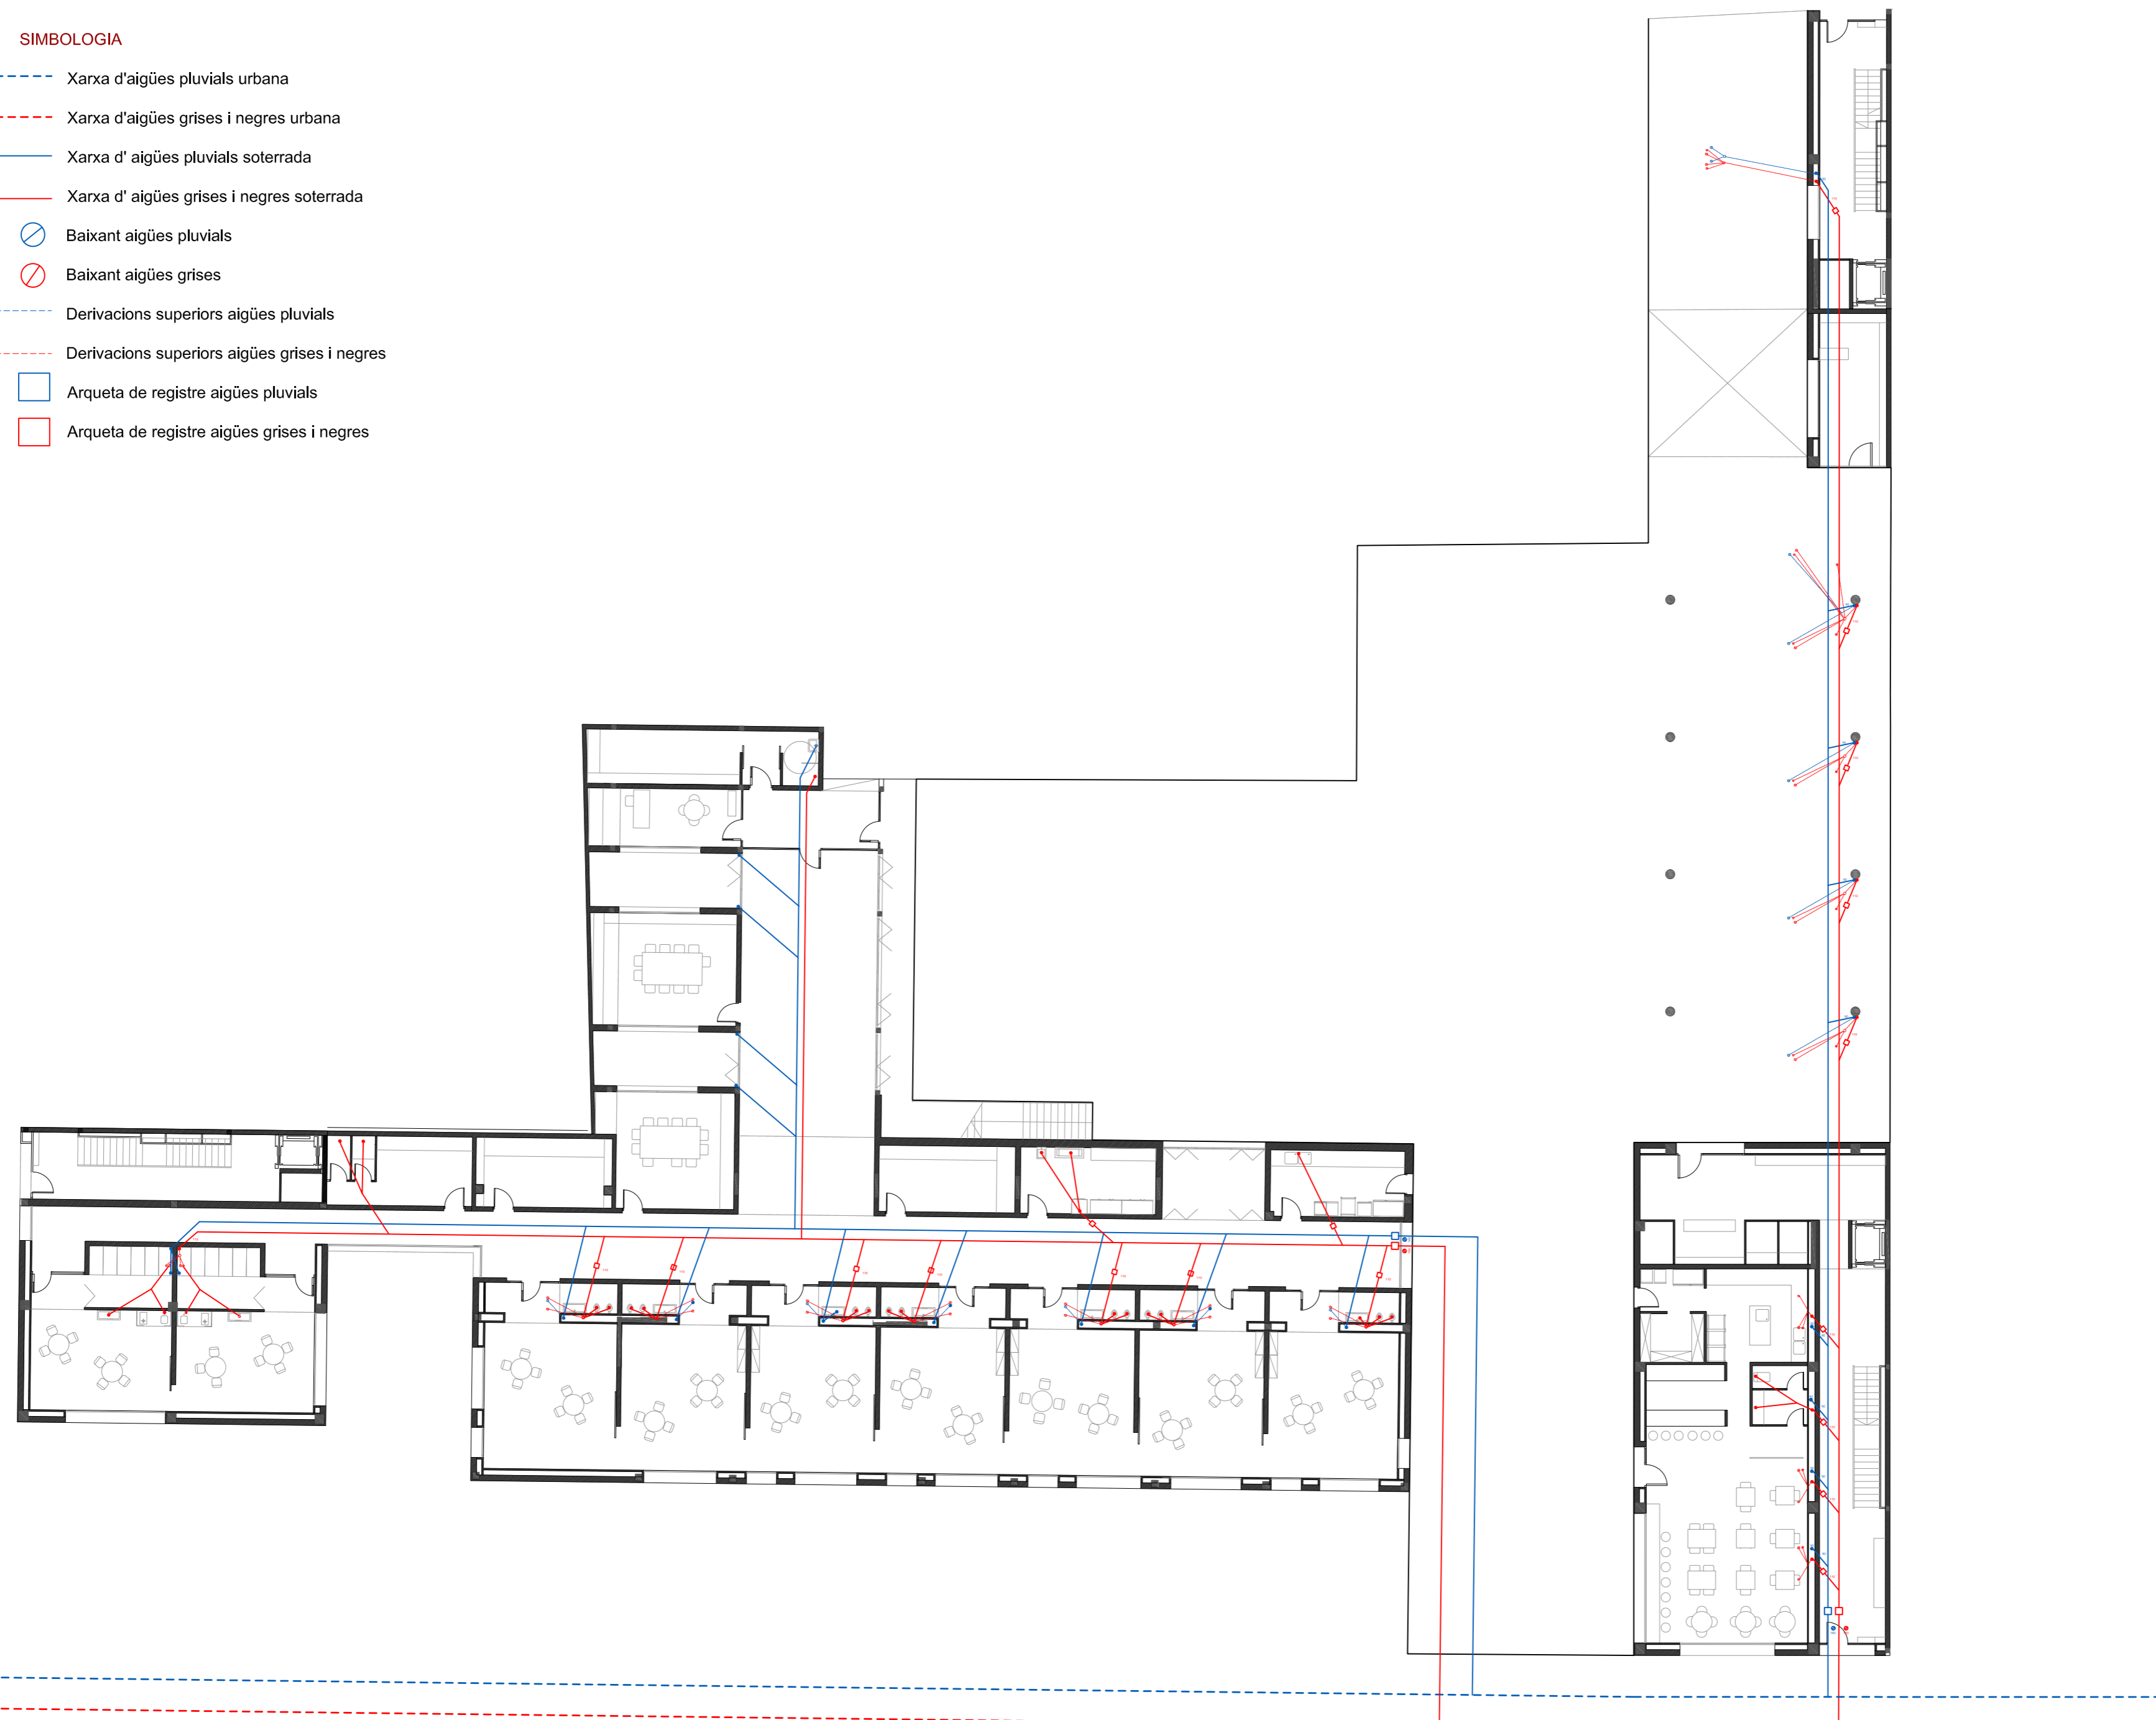 SIMBOLOGIA
Xarxa d'aigües pluvials urbana
Xarxa d'aigües grises i negres urbana
Xarxa d' aigües pluvials soterrada
Xarxa d' aigües grises i negres soterrada
Baixant aigües pluvials
Baixant aigües grises
Derivacions superiors aigües pluvials
Derivacions superiors aigües grises i negres
Arqueta de registre aigües pluvials
Arqueta de registre aigües grises i negres